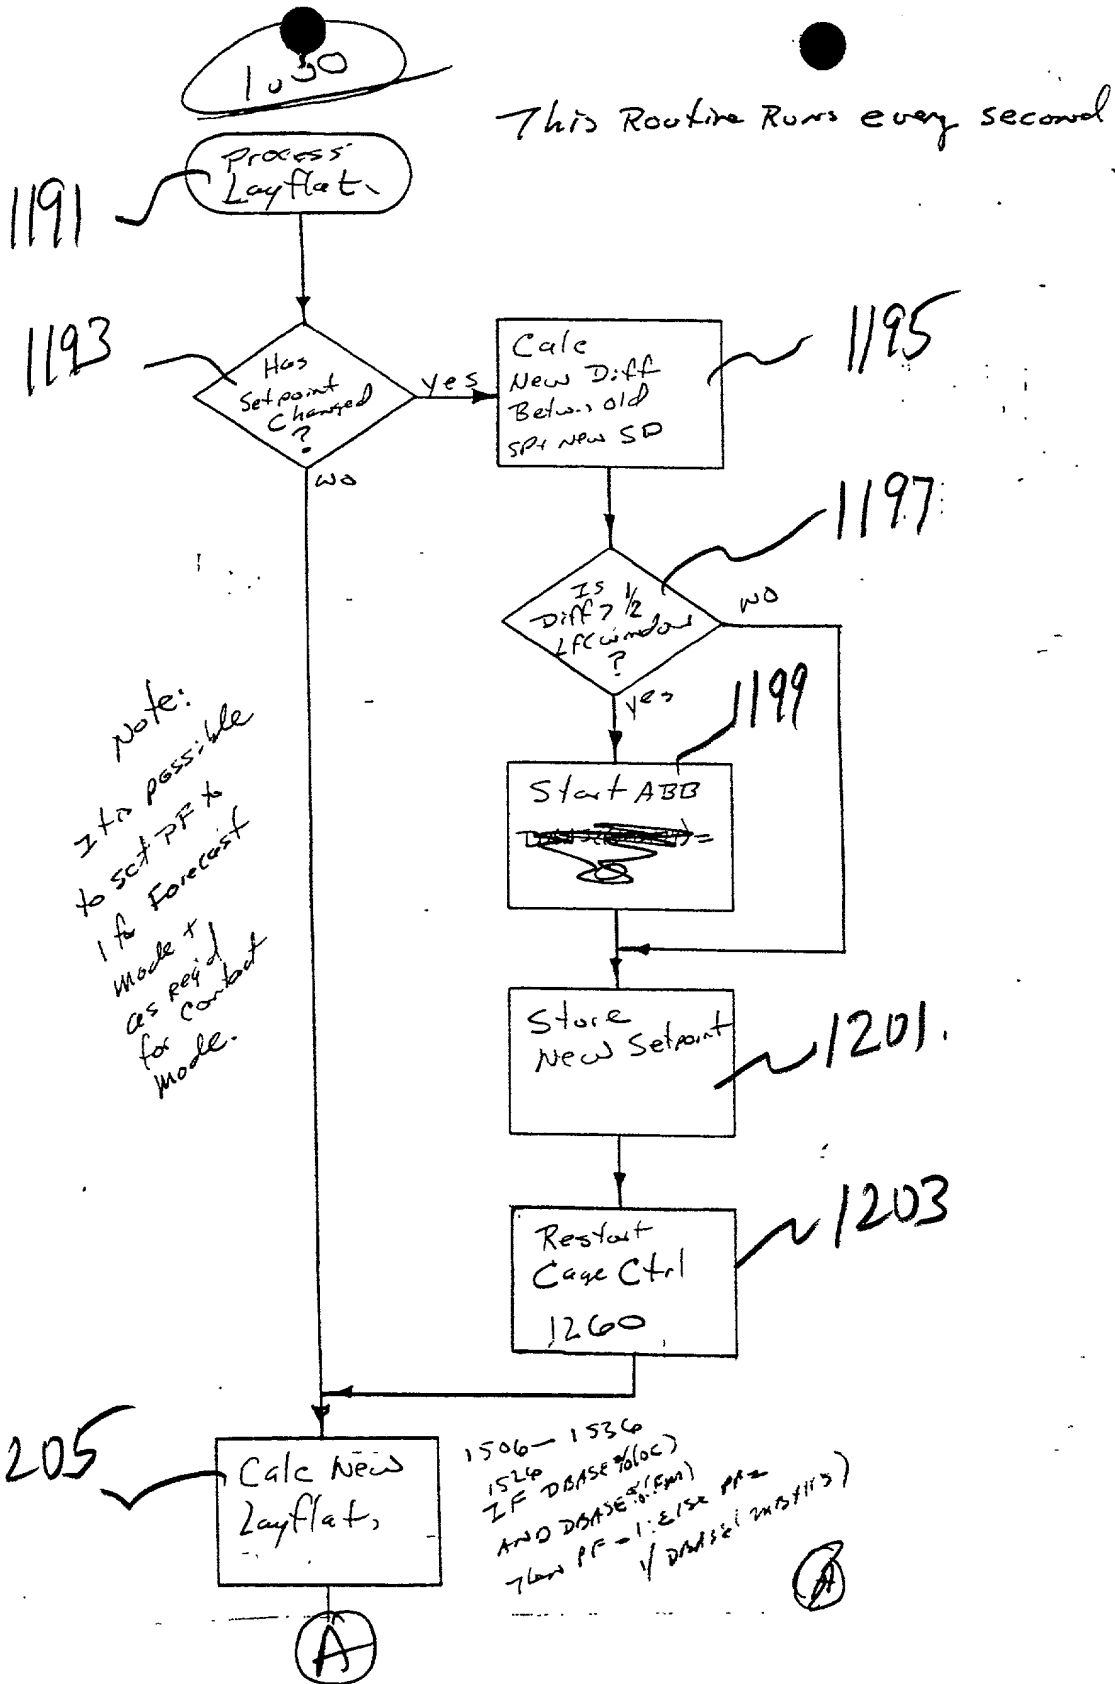 This Routine Runs every second
1191
Process
Layflat.
1193
Has
Setpoint
Changed
?
yes
NO
Calc
New Diff
Betwn old
SP + New SP
1195
1197
Is
Diff > 1/2
LFC window
?
NO
yes
1199
Start ABB
Note:
It is possible
to set PF to
1 for Forecast
mode +
as req'd
for Contact
Mode.
Store
New Setpoint
1201.
Restart
Cage Ctrl
1260
1203
205
Calc New
Layflat,
1506 - 1536
1526
IF DBASE%(OC)
AND DBASE%
Then PF = 1: Else PF =
1/ DBASE
A
A